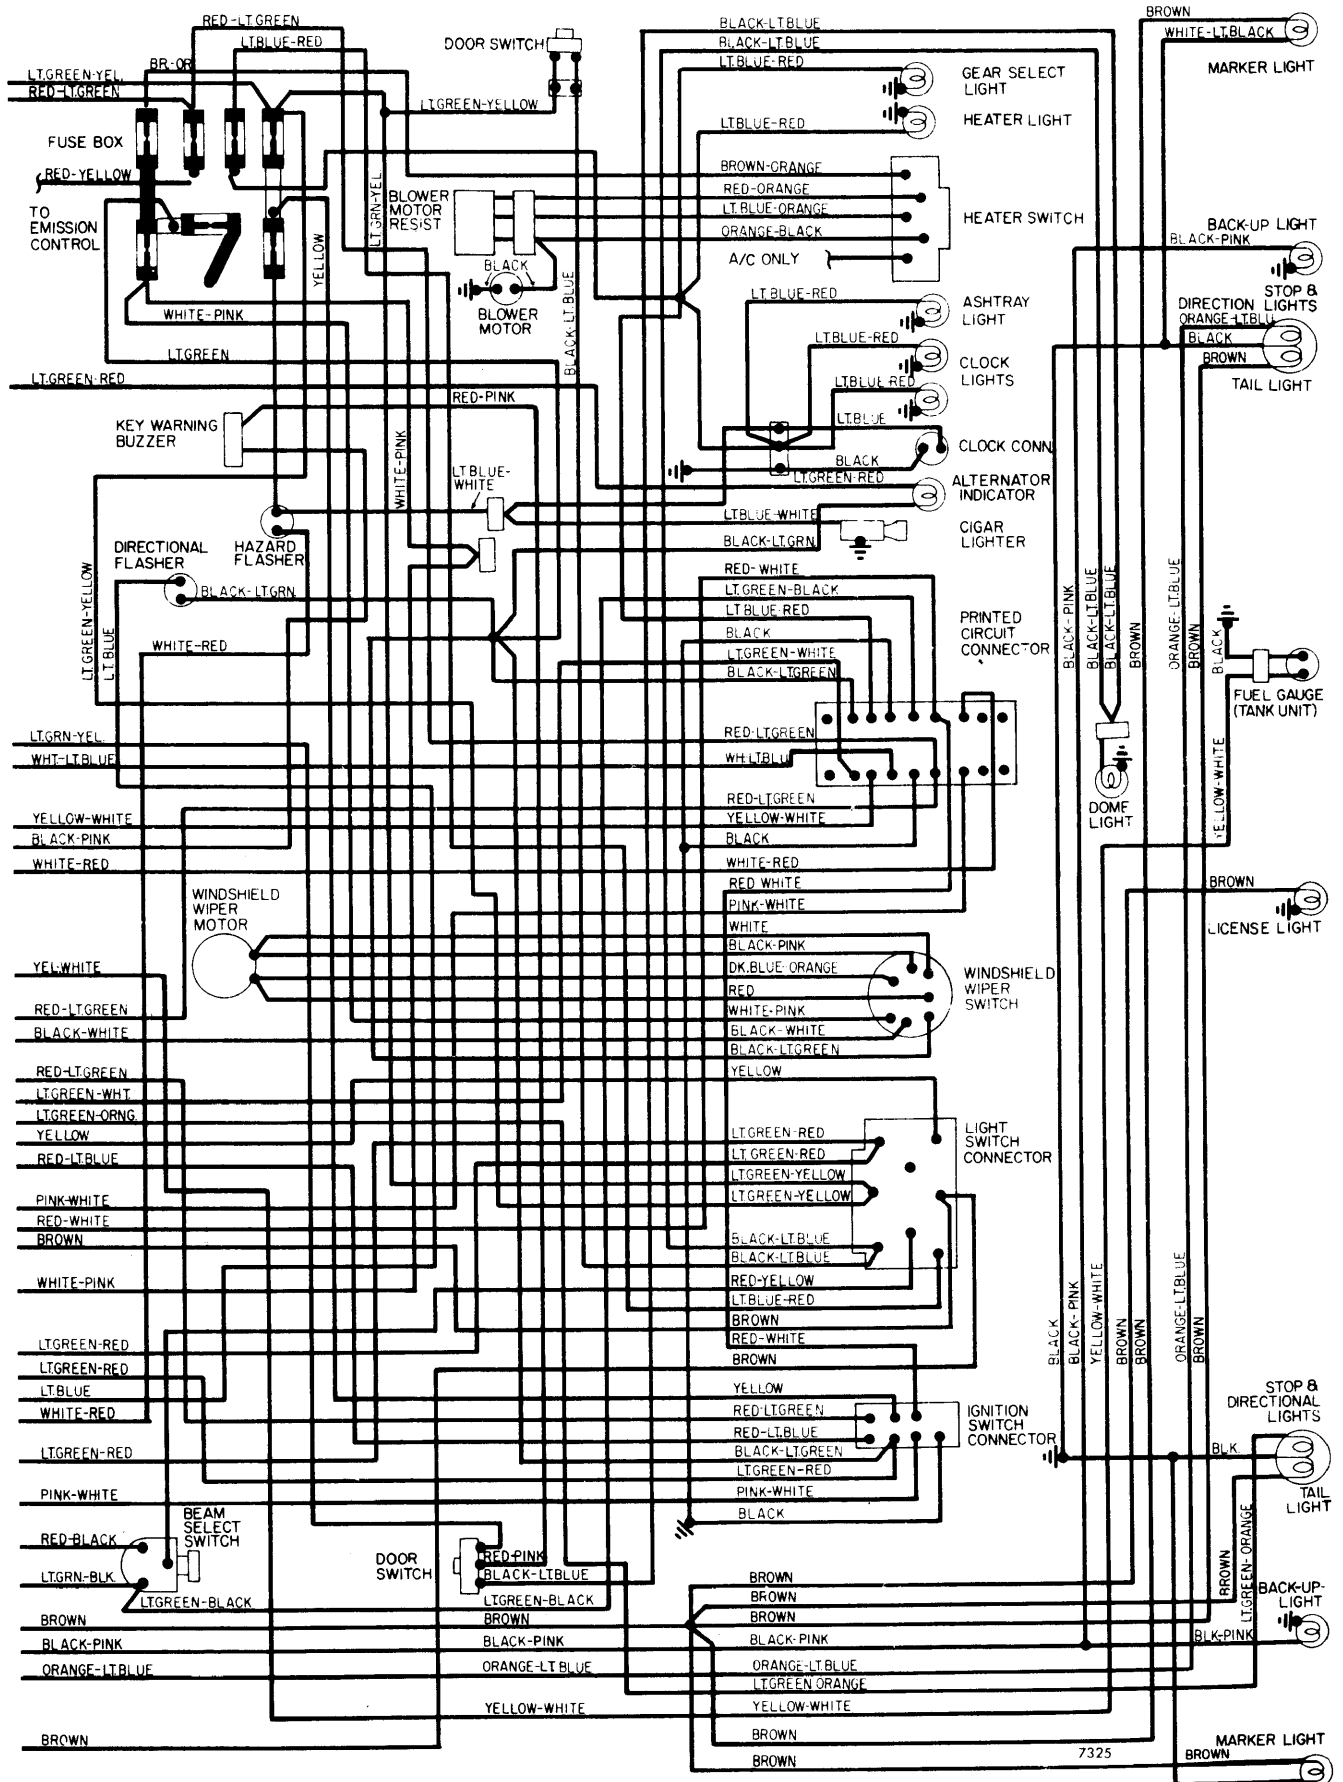 RED-LT.GREEN
LT.BLUE-RED
BR-OR
LT.GREEN-YEL.
RED-LT.GREEN
FUSE BOX
RED-YELLOW
TO
EMISSION
CONTROL
DOOR SWITCH
LT.GREEN-YELLOW
LT.GRN-YEL.
YELLOW
BLOWER
MOTOR
RESIST
BLACK
BLOWER
MOTOR
BLACK-LT.BLUE
WHITE-PINK
LT.GREEN
LT.GREEN-RED
RED-PINK
KEY WARNING
BUZZER
WHITE-PINK
LT.BLUE-
WHITE
DIRECTIONAL
FLASHER
HAZARD
FLASHER
BLACK-LT.GRN
LT.GREEN-YELLOW
LT.BLUE
WHITE-RED
BLACK-LT.BLUE
BLACK-LT.BLUE
LT.BLUE-RED
GEAR SELECT
LIGHT
LT.BLUE-RED
HEATER LIGHT
BROWN-ORANGE
RED-ORANGE
LT.BLUE-ORANGE
ORANGE-BLACK
A/C ONLY
HEATER SWITCH
LT.BLUE-RED
ASHTRAY
LIGHT
LT.BLUE-RED
CLOCK
LIGHTS
LT.BLUE RED
LT.BLUE
BLACK
CLOCK CONN.
LT.GREEN-RED
ALTERNATOR
INDICATOR
LT.BLUE-WHITE
CIGAR
LIGHTER
BLACK-LT.GRN
RED-WHITE
LT.GREEN-BLACK
LT.BLUE-RED
BLACK
LT.GREEN-WHITE
BLACK-LT.GREEN
PRINTED
CIRCUIT
CONNECTOR
BROWN
WHITE-LT.BLACK
MARKER LIGHT
BACK-UP LIGHT
BLACK-PINK
STOP &
DIRECTION LIGHTS
ORANGE-LT.BLU
BLACK
BROWN
TAIL LIGHT
BLACK-PINK
BLACK-LT.BLUE
BLACK-LT.BLUE
BROWN
ORANGE-LT.BLUE
BROWN
BLACK
FUEL GAUGE
(TANK UNIT)
YELLOW-WHITE
DOME
LIGHT
BROWN
LICENSE LIGHT
LT.GRN-YEL.
WHT-LT.BLUE
YELLOW-WHITE
BLACK-PINK
WHITE-RED
RED-LT.GREEN
WH.LT.BLU
RED-LT.GREEN
YELLOW-WHITE
BLACK
WHITE-RED
RED WHITE
PINK-WHITE
WINDSHIELD
WIPER
MOTOR
WHITE
BLACK-PINK
DK.BLUE-ORANGE
RED
WHITE-PINK
BLACK-WHITE
BLACK-LT.GREEN
YELLOW
WINDSHIELD
WIPER
SWITCH
YEL-WHITE
RED-LT.GREEN
BLACK-WHITE
RED-LT.GREEN
LT.GREEN-WHT.
LT.GREEN-ORNG.
YELLOW
RED-LT.BLUE
PINK-WHITE
RED-WHITE
BROWN
WHITE-PINK
LT.GREEN-RED
LT.GREEN-RED
LT.BLUE
WHITE-RED
LT.GREEN-RED
PINK-WHITE
LT.GREEN-RED
LT.GREEN-RED
LT.GREEN-YELLOW
LT.GREEN-YELLOW
BLACK-LT.BLUE
BLACK-LT.BLUE
RED-YELLOW
LT.BLUE-RED
BROWN
RED-WHITE
BROWN
LIGHT
SWITCH
CONNECTOR
YELLOW
RED-LT.GREEN
RED-LT.BLUE
BLACK-LT.GREEN
LT.GREEN-RED
PINK-WHITE
BLACK
IGNITION
SWITCH
CONNECTOR
BLACK
BLACK-PINK
YELLOW-WHITE
BROWN
BROWN
ORANGE-LT.BLUE
BROWN
STOP &
DIRECTIONAL
LIGHTS
BLK.
TAIL
LIGHT
BROWN
LT.GREEN-ORANGE
BACK-UP-
LIGHT
BLK-PINK
BEAM
SELECT
SWITCH
RED-BLACK
LT.GRN-BLK.
LT.GREEN-BLACK
DOOR
SWITCH
RED-PINK
BLACK-LT.BLUE
LT.GREEN-BLACK
BROWN
BROWN
BLACK-PINK
BLACK-PINK
ORANGE-LT.BLUE
ORANGE-LT.BLUE
YELLOW-WHITE
BROWN
BROWN
BROWN
BROWN
BLACK-PINK
ORANGE-LT.BLUE
LT.GREEN ORANGE
YELLOW-WHITE
BROWN
BROWN
7325
MARKER LIGHT
BROWN